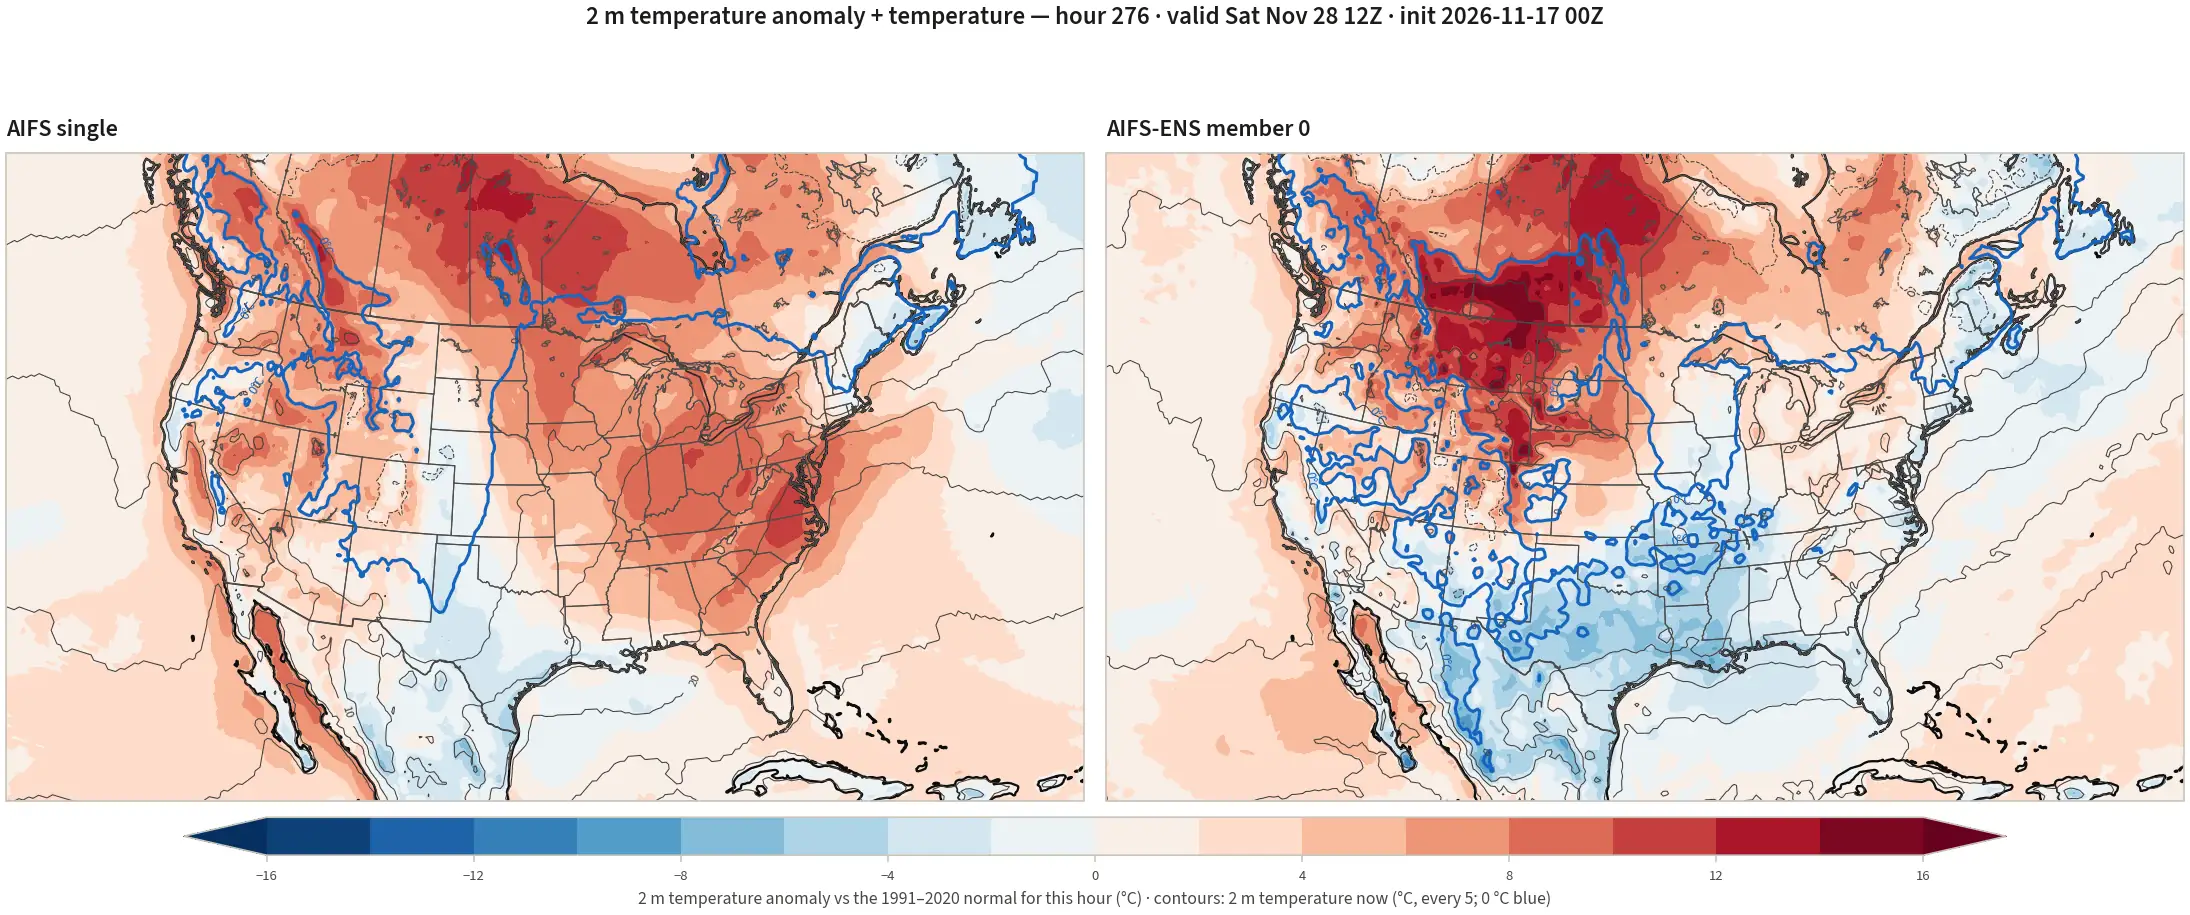 2 m temperature anomaly + temperature — hour 276 · valid Sat Nov 28 12Z · init 2026-11-17 00Z
AIFS single
AIFS-ENS member 0
−16 −12 −8 −4 0 4 8 12 16
2 m temperature anomaly vs the 1991–2020 normal for this hour (°C) · contours: 2 m temperature now (°C, every 5; 0 °C blue)